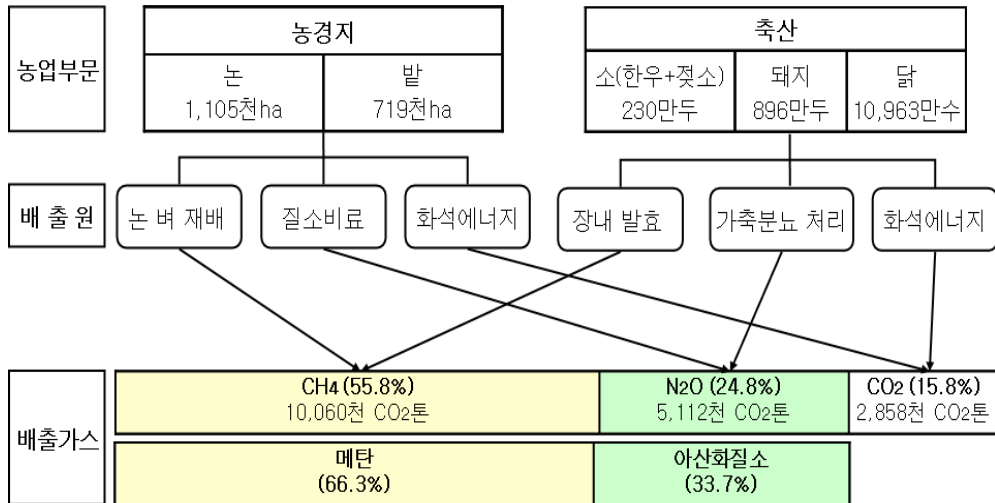 농업부문
농경지
논
1,105천ha
밭
719천ha
축산
소(한우+젖소)
230만두
돼지
896만두
닭
10,963만수
배 출 원
논 벼 재배
질소비료
화석에너지
장내 발효
가축분뇨 처리
화석에너지
배출가스
CH4 (55.8%)
10,060천 CO2톤
N2O (24.8%)
5,112천 CO2톤
CO2 (15.8%)
2,858천 CO2톤
메탄
(66.3%)
아산화질소
(33.7%)